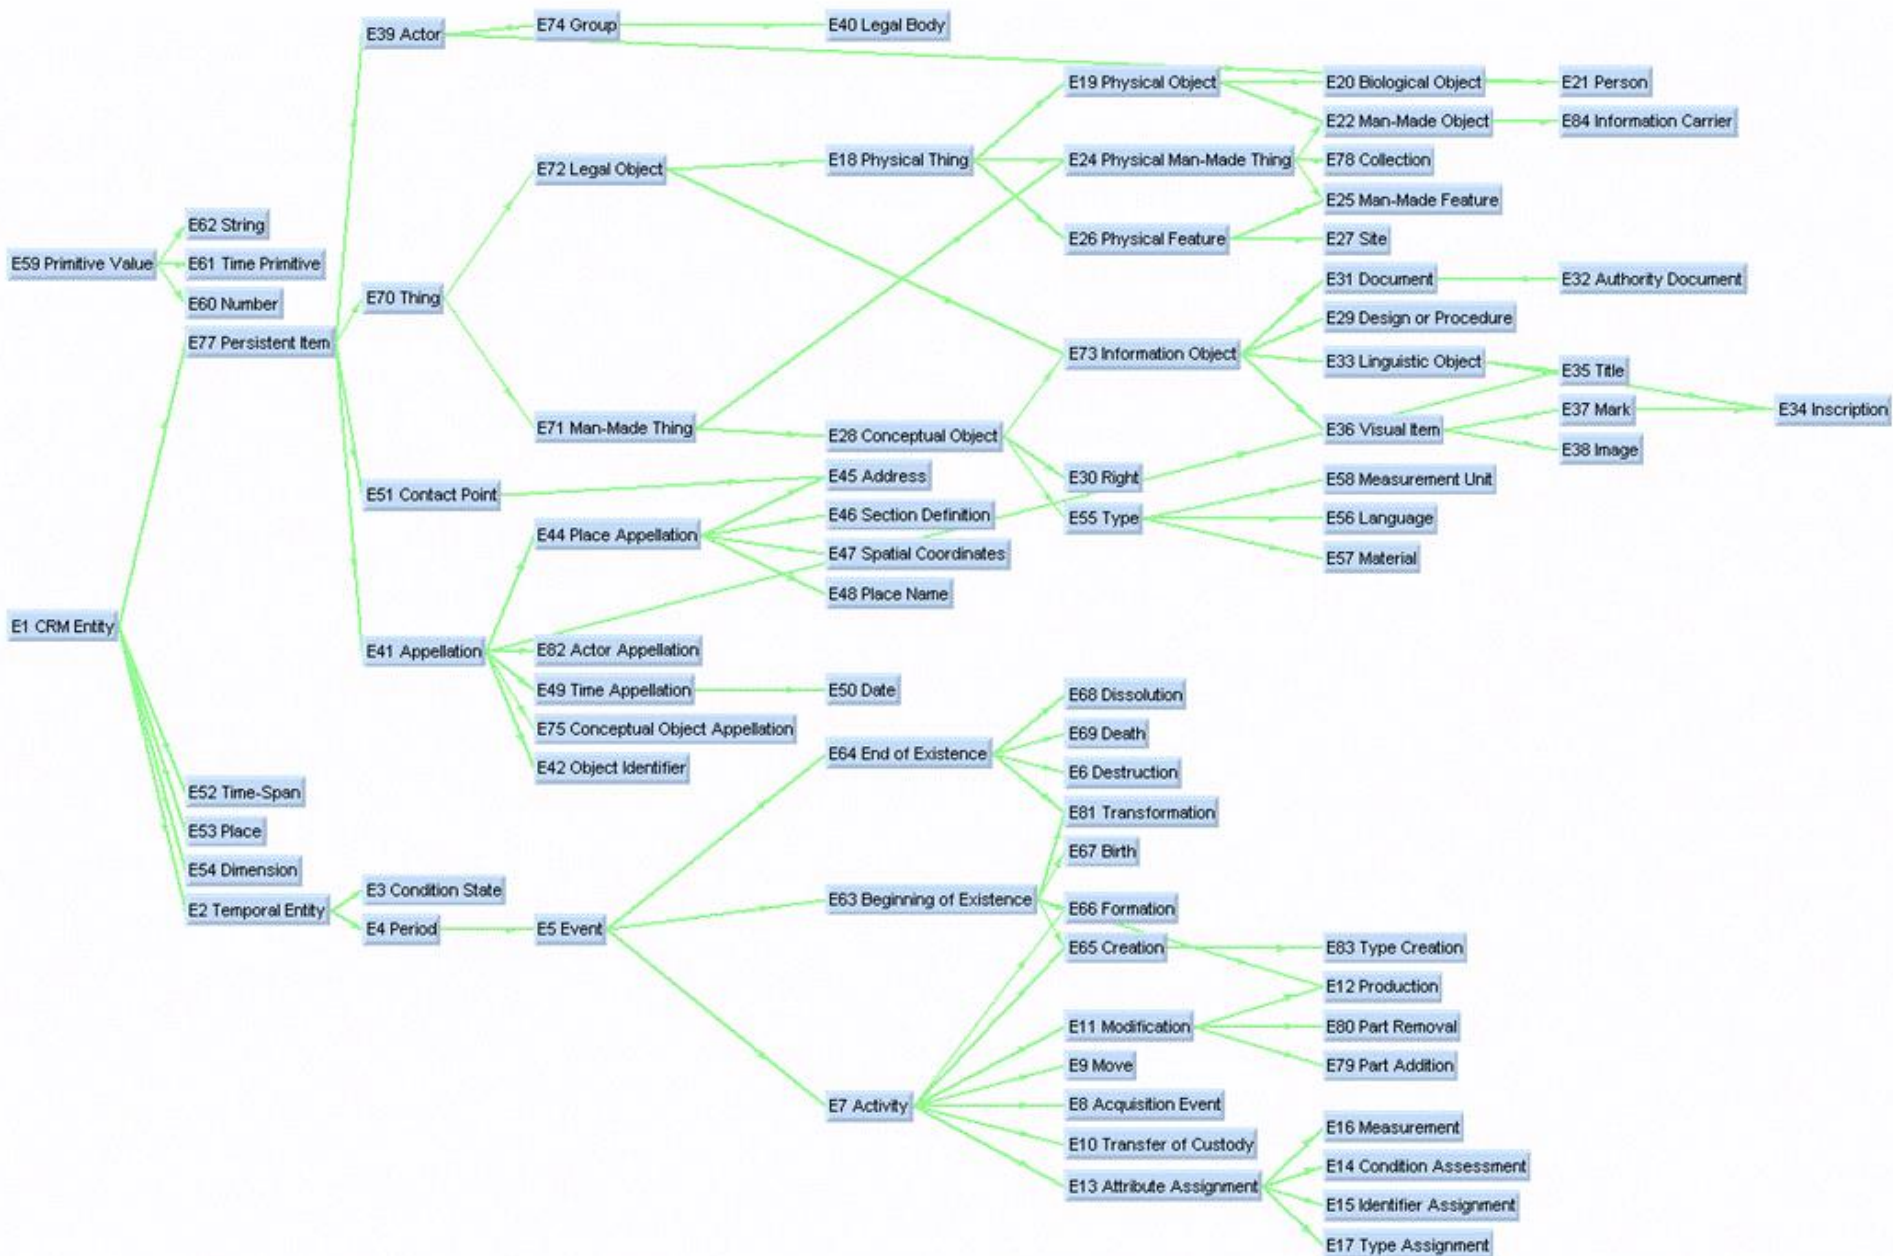 E39 Actor
E74 Group
E40 Legal Body
E19 Physical Object
E20 Biological Object
E21 Person
E22 Man-Made Object
E84 Information Carrier
E72 Legal Object
E18 Physical Thing
E24 Physical Man-Made Thing
E78 Collection
E25 Man-Made Feature
E62 String
E26 Physical Feature
E27 Site
E59 Primitive Value
E61 Time Primitive
E31 Document
E32 Authority Document
E60 Number
E70 Thing
E29 Design or Procedure
E77 Persistent Item
E73 Information Object
E33 Linguistic Object
E35 Title
E37 Mark
E34 Inscription
E71 Man-Made Thing
E28 Conceptual Object
E36 Visual Item
E38 Image
E45 Address
E30 Right
E58 Measurement Unit
E51 Contact Point
E46 Section Definition
E55 Type
E56 Language
E44 Place Appellation
E47 Spatial Coordinates
E57 Material
E48 Place Name
E1 CRM Entity
E41 Appellation
E82 Actor Appellation
E49 Time Appellation
E50 Date
E68 Dissolution
E75 Conceptual Object Appellation
E69 Death
E64 End of Existence
E42 Object Identifier
E6 Destruction
E52 Time-Span
E81 Transformation
E53 Place
E67 Birth
E54 Dimension
E3 Condition State
E63 Beginning of Existence
E2 Temporal Entity
E66 Formation
E4 Period
E5 Event
E65 Creation
E83 Type Creation
E12 Production
E11 Modification
E80 Part Removal
E9 Move
E79 Part Addition
E7 Activity
E8 Acquisition Event
E16 Measurement
E10 Transfer of Custody
E14 Condition Assessment
E13 Attribute Assignment
E15 Identifier Assignment
E17 Type Assignment